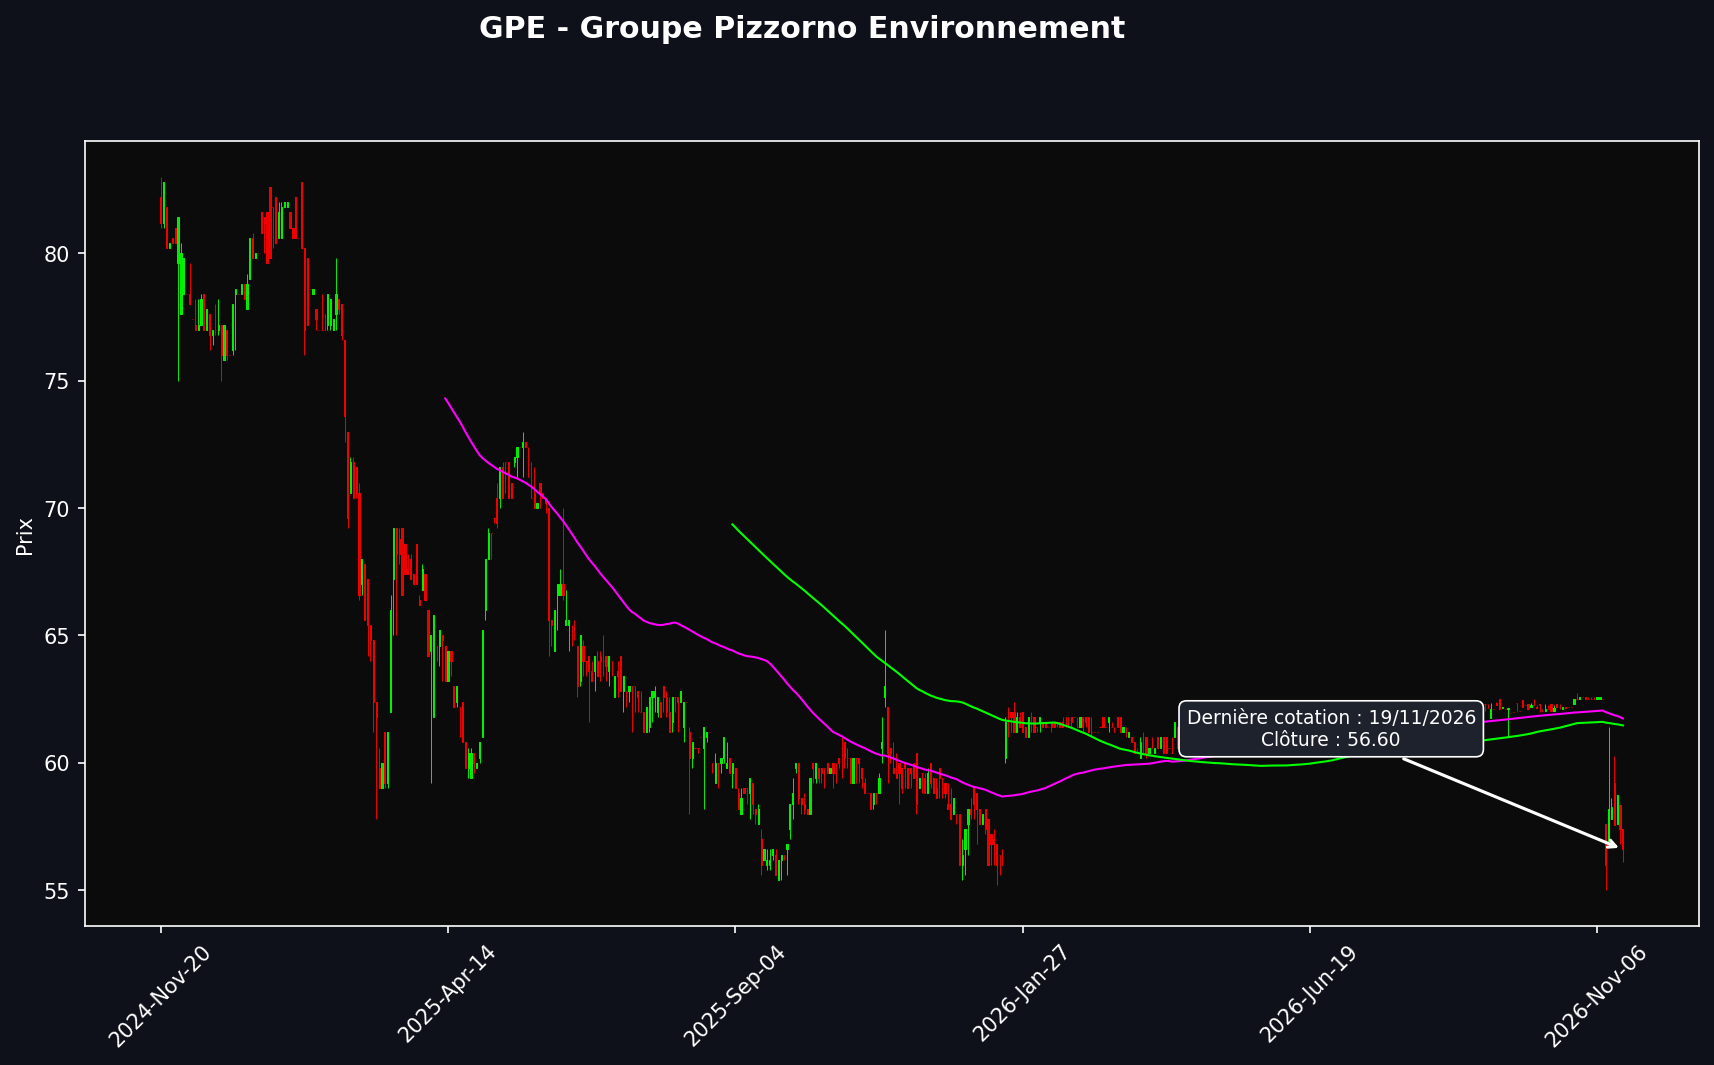 GPE - Groupe Pizzorno Environnement
Prix
80
75
70
65
60
55
Dernière cotation : 19/11/2026
Clôture : 56.60
2024-Nov-20
2025-Apr-14
2025-Sep-04
2026-Jan-27
2026-Jun-19
2026-Nov-06